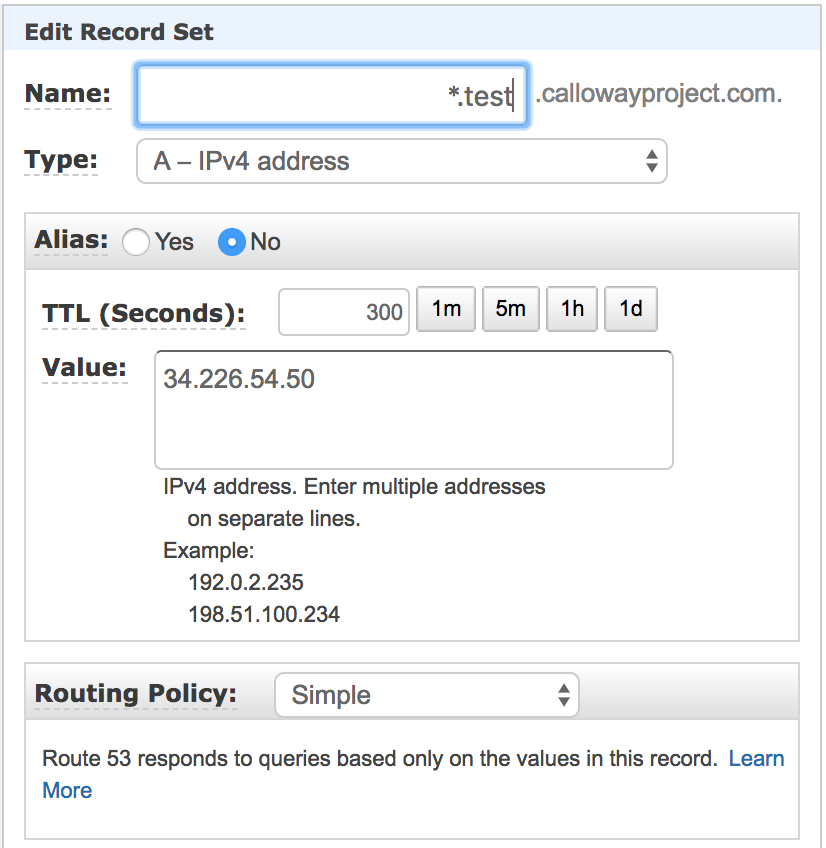 Edit Record Set
Name: *.test .callowayproject.com.
Type: A – IPv4 address
Alias: Yes No
TTL (Seconds): 300 1m 5m 1h 1d
Value: 34.226.54.50
IPv4 address. Enter multiple addresses
on separate lines.
Example:
192.0.2.235
198.51.100.234
Routing Policy: Simple
Route 53 responds to queries based only on the values in this record. Learn
More